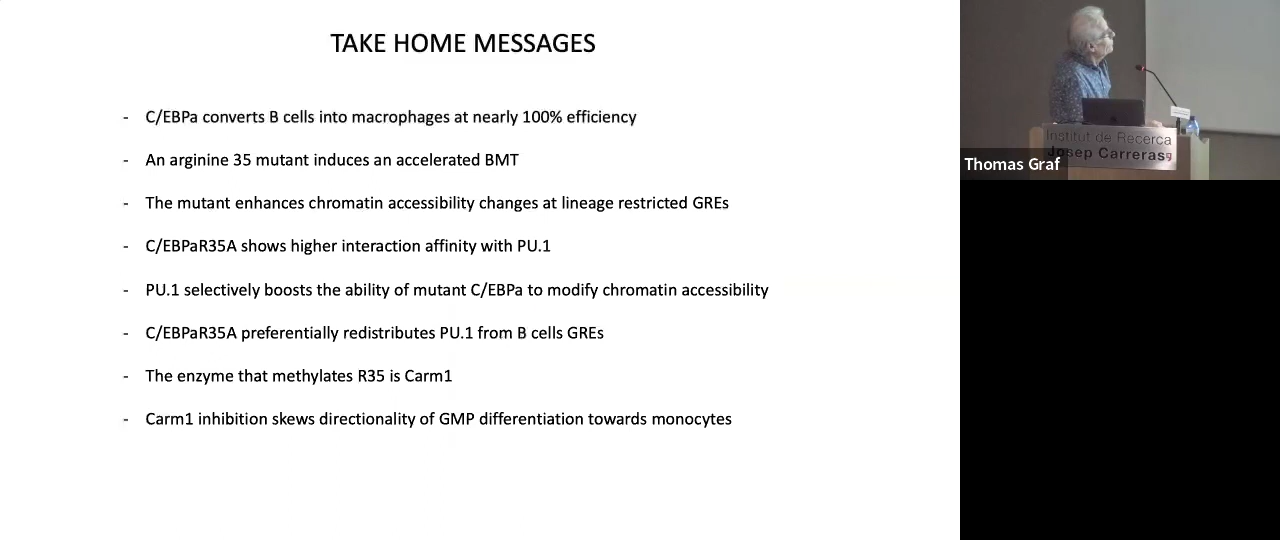 TAKE HOME MESSAGES
- C/EBPa converts B cells into macrophages at nearly 100% efficiency
- An arginine 35 mutant induces an accelerated BMT
- The mutant enhances chromatin accessibility changes at lineage restricted GREs
- C/EBPaR35A shows higher interaction affinity with PU.1
- PU.1 selectively boosts the ability of mutant C/EBPa to modify chromatin accessibility
- C/EBPaR35A preferentially redistributes PU.1 from B cells GREs
- The enzyme that methylates R35 is Carm1
- Carm1 inhibition skews directionality of GMP differentiation towards monocytes
Institut de Recerca
Josep Carreras
Thomas Graf